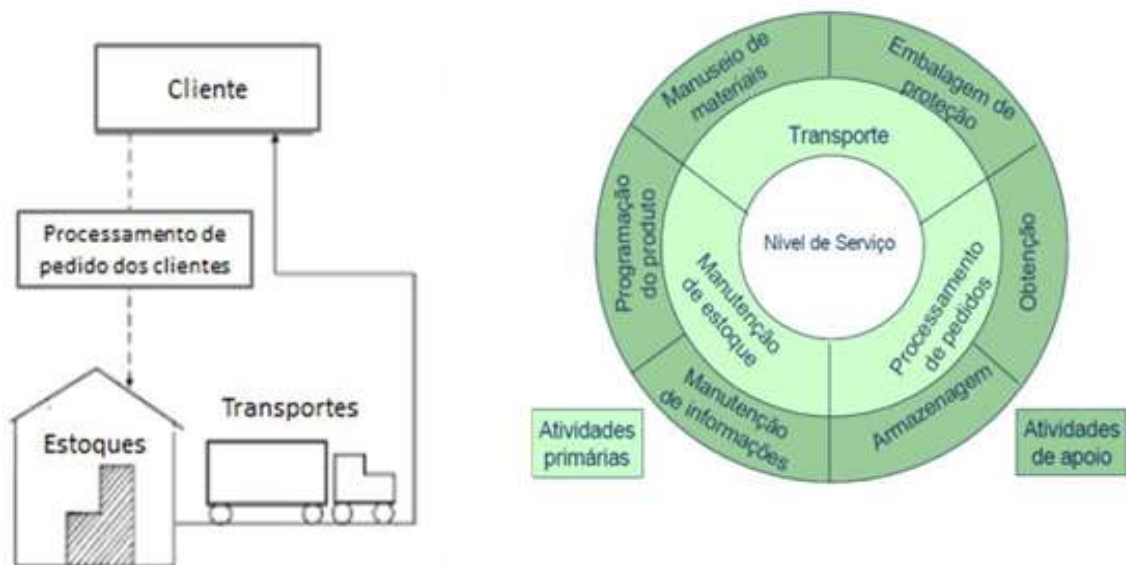 Cliente
Processamento de
pedido dos clientes
Estoques
Transportes
Manuseio de
materiais
Embalagem de
proteção
Programação
do produto
Transporte
Obtenção
Nível de Serviço
Manutenção
de estoque
Processamento
de pedidos
Manutenção
de informações
Armazenagem
Atividades
primárias
Atividades
de apoio